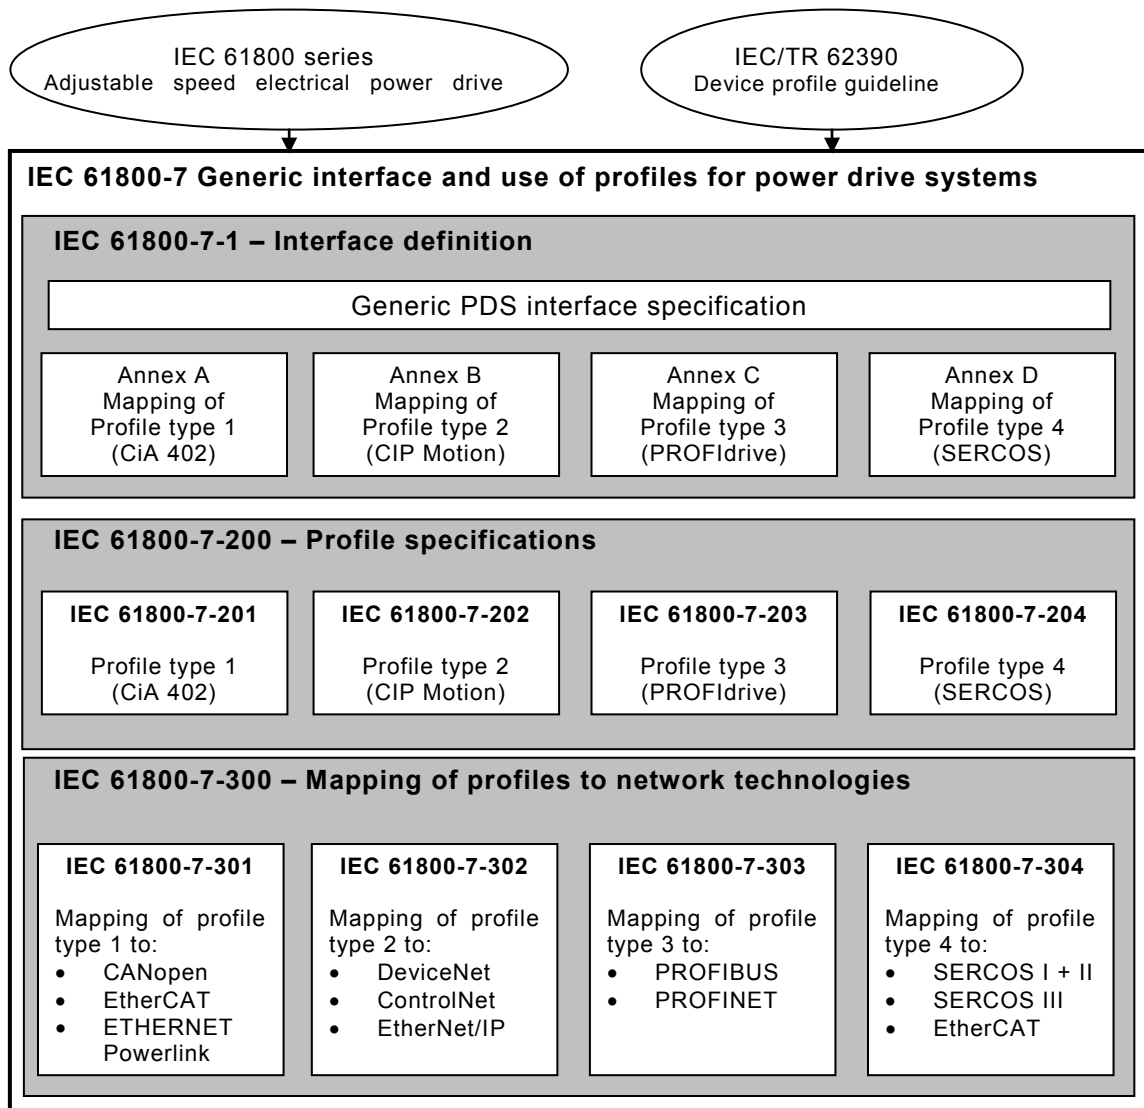 IEC 61800 series
Adjustable speed electrical power drive
IEC/TR 62390
Device profile guideline
IEC 61800-7 Generic interface and use of profiles for power drive systems
IEC 61800-7-1 – Interface definition
Generic PDS interface specification
Annex A
Mapping of
Profile type 1
(CiA 402)
Annex B
Mapping of
Profile type 2
(CIP Motion)
Annex C
Mapping of
Profile type 3
(PROFIdrive)
Annex D
Mapping of
Profile type 4
(SERCOS)
IEC 61800-7-200 – Profile specifications
IEC 61800-7-201
Profile type 1
(CiA 402)
IEC 61800-7-202
Profile type 2
(CIP Motion)
IEC 61800-7-203
Profile type 3
(PROFIdrive)
IEC 61800-7-204
Profile type 4
(SERCOS)
IEC 61800-7-300 – Mapping of profiles to network technologies
IEC 61800-7-301
Mapping of profile
type 1 to:
• CANopen
• EtherCAT
• ETHERNET
Powerlink
IEC 61800-7-302
Mapping of profile
type 2 to:
• DeviceNet
• ControlNet
• EtherNet/IP
IEC 61800-7-303
Mapping of profile
type 3 to:
• PROFIBUS
• PROFINET
IEC 61800-7-304
Mapping of profile
type 4 to:
• SERCOS I + II
• SERCOS III
• EtherCAT